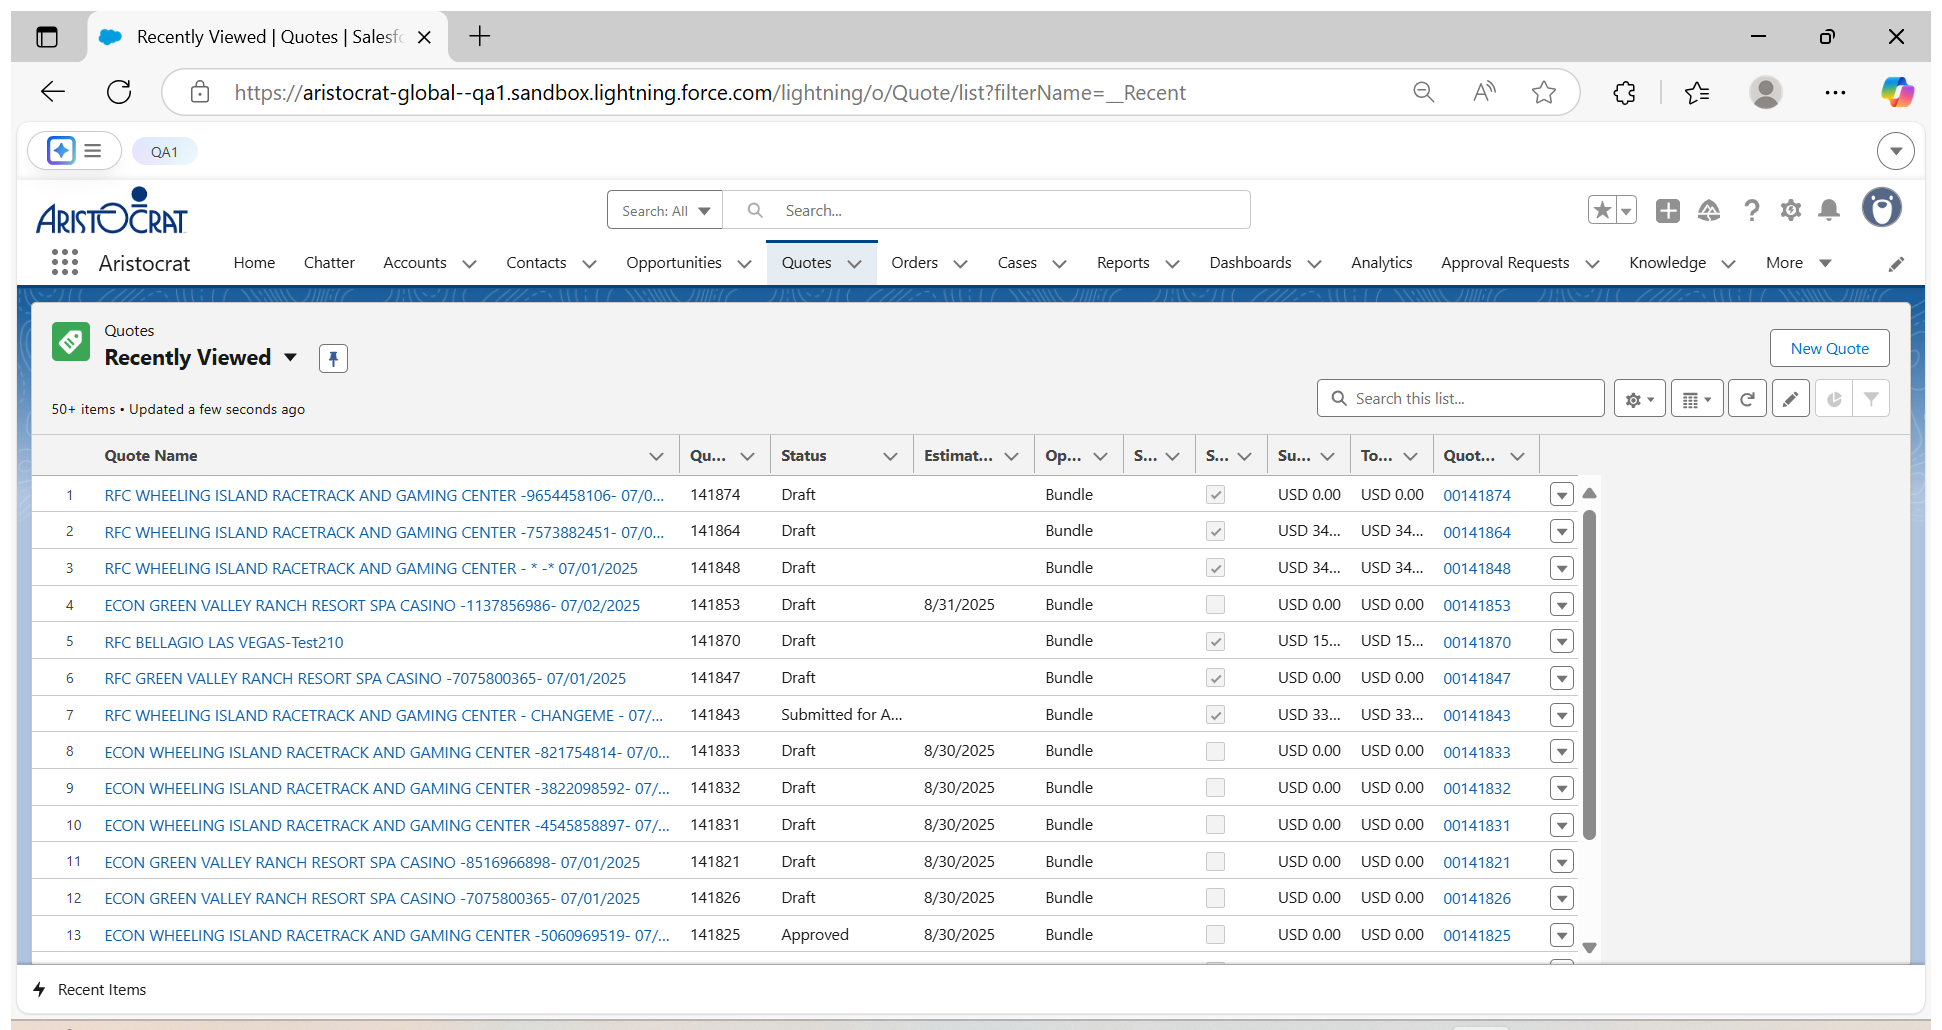 Recently Viewed | Quotes | Salesfo
https://aristocrat-global--qa1.sandbox.lightning.force.com/lightning/o/Quote/list?filterName=__Recent
QA1
ARISTOCRAT
Search: All Search...
Aristocrat Home Chatter Accounts Contacts Opportunities Quotes Orders Cases Reports Dashboards Analytics Approval Requests Knowledge More
Quotes
Recently Viewed
New Quote
50+ items • Updated a few seconds ago
Search this list...
Quote Name Qu... Status Estimat... Op... S... S... Su... To... Quot...
1 RFC WHEELING ISLAND RACETRACK AND GAMING CENTER -9654458106- 07/0... 141874 Draft Bundle USD 0.00 USD 0.00 00141874
2 RFC WHEELING ISLAND RACETRACK AND GAMING CENTER -7573882451- 07/0... 141864 Draft Bundle USD 34... USD 34... 00141864
3 RFC WHEELING ISLAND RACETRACK AND GAMING CENTER - * -* 07/01/2025 141848 Draft Bundle USD 34... USD 34... 00141848
4 ECON GREEN VALLEY RANCH RESORT SPA CASINO -1137856986- 07/02/2025 141853 Draft 8/31/2025 Bundle USD 0.00 USD 0.00 00141853
5 RFC BELLAGIO LAS VEGAS-Test210 141870 Draft Bundle USD 15... USD 15... 00141870
6 RFC GREEN VALLEY RANCH RESORT SPA CASINO -7075800365- 07/01/2025 141847 Draft Bundle USD 0.00 USD 0.00 00141847
7 RFC WHEELING ISLAND RACETRACK AND GAMING CENTER - CHANGEME - 07/... 141843 Submitted for A... Bundle USD 33... USD 33... 00141843
8 ECON WHEELING ISLAND RACETRACK AND GAMING CENTER -821754814- 07/0... 141833 Draft 8/30/2025 Bundle USD 0.00 USD 0.00 00141833
9 ECON WHEELING ISLAND RACETRACK AND GAMING CENTER -3822098592- 07/... 141832 Draft 8/30/2025 Bundle USD 0.00 USD 0.00 00141832
10 ECON WHEELING ISLAND RACETRACK AND GAMING CENTER -4545858897- 07/... 141831 Draft 8/30/2025 Bundle USD 0.00 USD 0.00 00141831
11 ECON GREEN VALLEY RANCH RESORT SPA CASINO -8516966898- 07/01/2025 141821 Draft 8/30/2025 Bundle USD 0.00 USD 0.00 00141821
12 ECON GREEN VALLEY RANCH RESORT SPA CASINO -7075800365- 07/01/2025 141826 Draft 8/30/2025 Bundle USD 0.00 USD 0.00 00141826
13 ECON WHEELING ISLAND RACETRACK AND GAMING CENTER -5060969519- 07/... 141825 Approved 8/30/2025 Bundle USD 0.00 USD 0.00 00141825
Recent Items